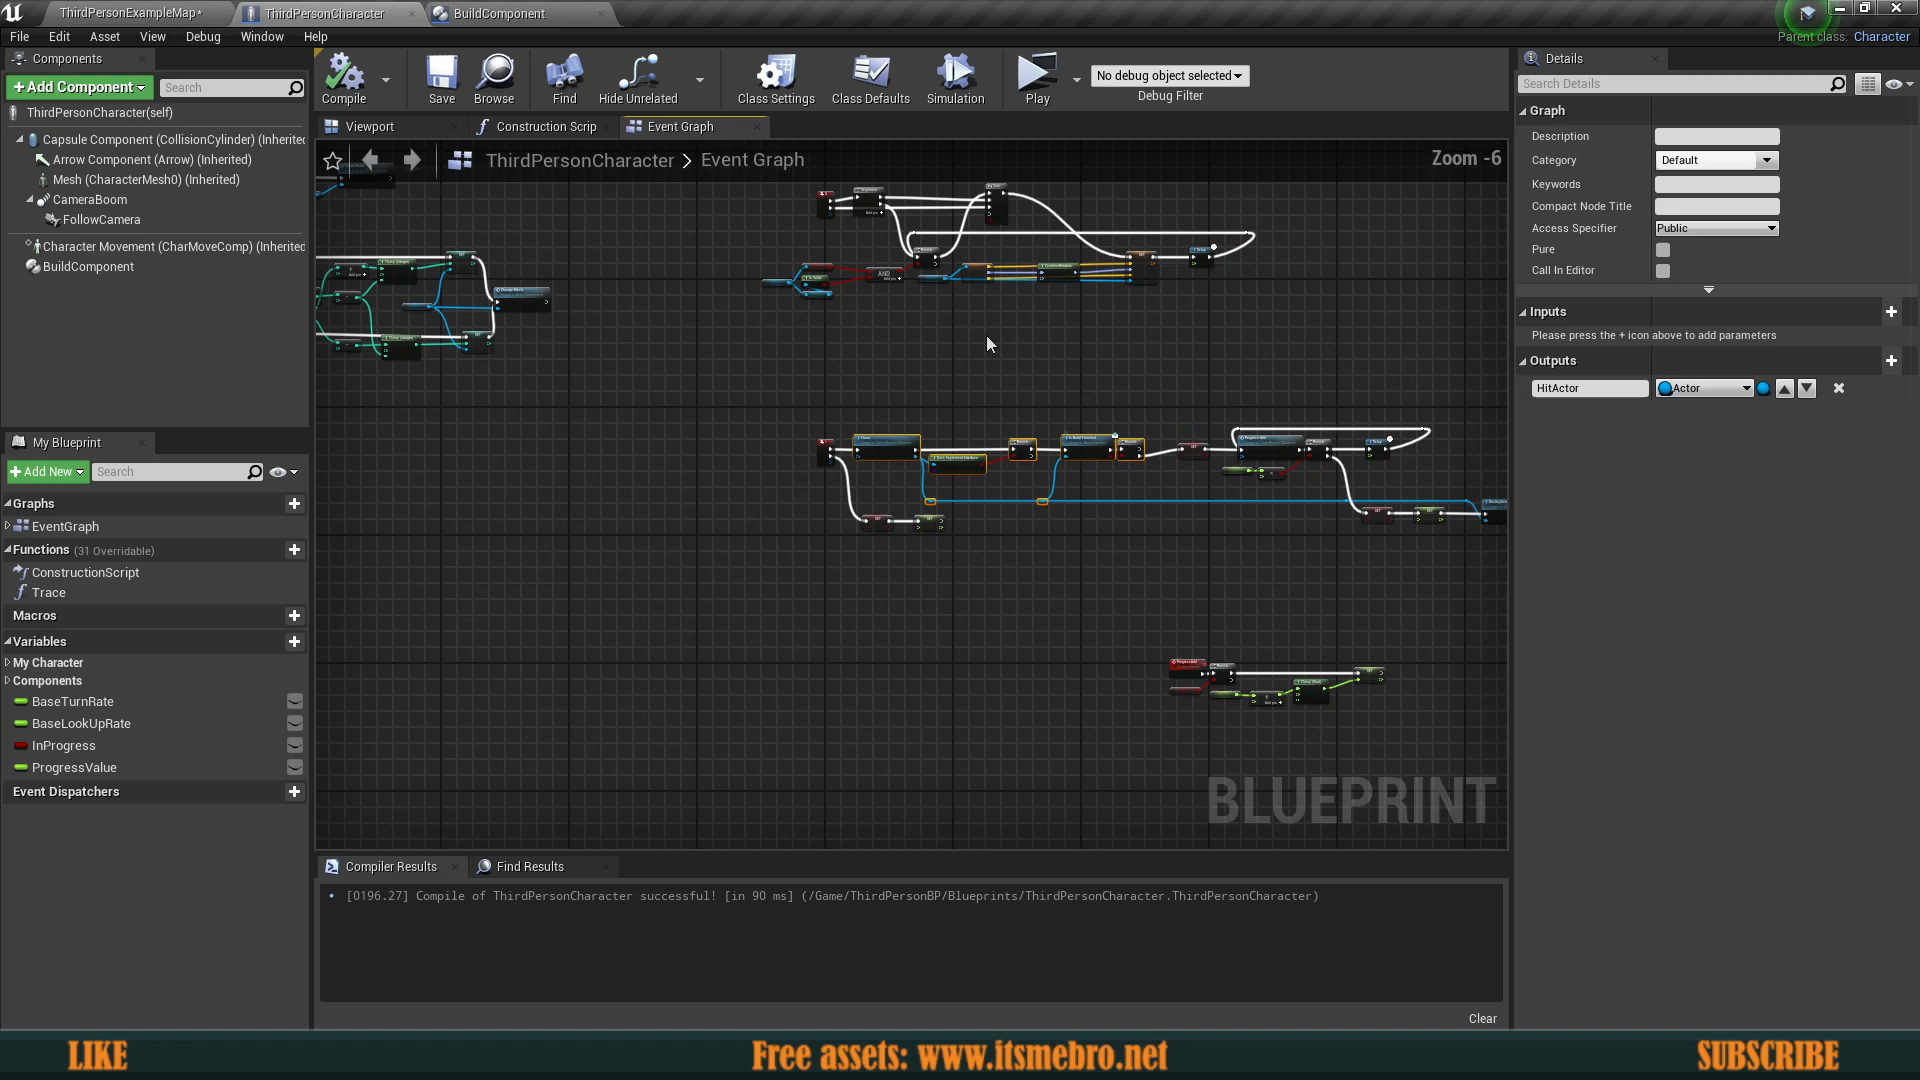 ThirdPersonExampleMap*
ThirdPersonCharacter
BuildComponent
File Edit Asset View Debug Window Help
Parent class: Character
Components
+Add Component
Search
ThirdPersonCharacter(self)
Capsule Component (CollisionCylinder) (Inherited
Arrow Component (Arrow) (Inherited)
Mesh (CharacterMesh0) (Inherited)
CameraBoom
FollowCamera
Character Movement (CharMoveComp) (Inherited
BuildComponent
My Blueprint
+Add New
Search
Graphs
EventGraph
Functions (31 Overridable)
ConstructionScript
Trace
Macros
Variables
My Character
Components
BaseTurnRate
BaseLookUpRate
InProgress
ProgressValue
Event Dispatchers
Compile
Save
Browse
Find
Hide Unrelated
Class Settings
Class Defaults
Simulation
Play
No debug object selected
Debug Filter
Viewport
Construction Scrip
Event Graph
ThirdPersonCharacter > Event Graph
Zoom -6
AND
BLUEPRINT
Compiler Results
Find Results
[0196.27] Compile of ThirdPersonCharacter successful! [in 90 ms] (/Game/ThirdPersonBP/Blueprints/ThirdPersonCharacter.ThirdPersonCharacter)
Clear
Details
Search Details
Graph
Description
Category Default
Keywords
Compact Node Title
Access Specifier Public
Pure
Call In Editor
Inputs
Please press the + icon above to add parameters
Outputs
HitActor Actor
LIKE
Free assets: www.itsmebro.net
SUBSCRIBE